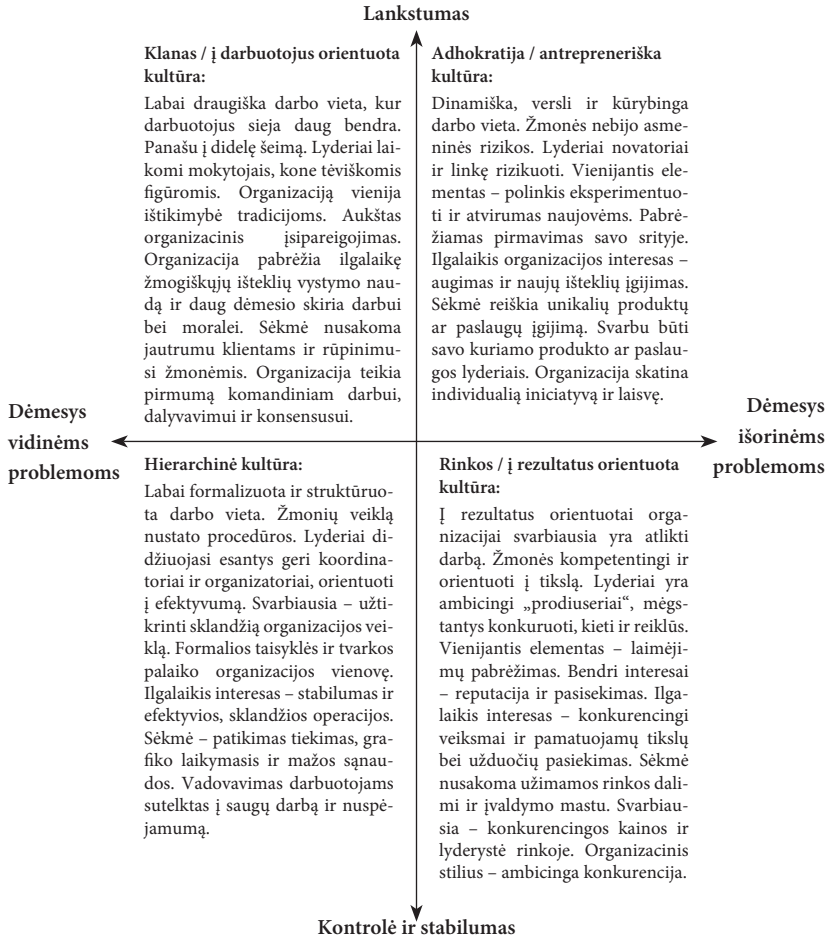 Lankstumas
Klanas / į darbuotojus orientuota
kultūra:
Labai draugiška darbo vieta, kur
darbuotojus sieja daug bendra.
Panašu į didelę šeimą. Lyderiai lai-
komi mokytojais, kone tėviškomis
figūromis. Organizaciją vienija
ištikimybė tradicijoms. Aukštas
organizacinis įsipareigojimas.
Organizacija pabrėžia ilgalaikę
žmogiškųjų išteklių vystymo nau-
dą ir daug dėmesio skiria darbui
bei moralei. Sėkmė nusakoma
jautrumu klientams ir rūpinimu-
si žmonėmis. Organizacija teikia
pirmumą komandiniam darbui,
dalyvavimui ir konsensusui.
Adhokratija / antrepreneriška
kultūra:
Dinamiška, versli ir kūrybinga
darbo vieta. Žmonės nebijo asme-
ninės rizikos. Lyderiai novatoriai
ir linkę rizikuoti. Vienijantis ele-
mentas – polinkis eksperimentuo-
ti ir atvirumas naujovėms. Pabrė-
žiamas pirmavimas savo srityje.
Ilgalaikis organizacijos interesas –
augimas ir naujų išteklių įgijimas.
Sėkmė reiškia unikalių produktų
ar paslaugų įgijimą. Svarbu būti
savo kuriamo produkto ar paslau-
gos lyderiais. Organizacija skatina
individualią iniciatyvą ir laisvę.
Dėmesys
vidinėms
problemoms
Dėmesys
išorinėms
problemoms
Hierarchinė kultūra:
Labai formalizuota ir struktūruo-
ta darbo vieta. Žmonių veiklą
nustato procedūros. Lyderiai di-
džiuojasi esantys geri koordina-
toriai ir organizatoriai, orientuoti
į efektyvumą. Svarbiausia – užti-
krinti sklandžią organizacijos veik-
lą. Formalios taisyklės ir tvarkos
palaiko organizacijos vienovę.
Ilgalaikis interesas – stabilumas ir
efektyvios, sklandžios operacijos.
Sėkmė – patikimas tiekimas, gra-
fiko laikymasis ir mažos sąnau-
dos. Vadovavimas darbuotojams
sutelktas į saugų darbą ir nuspė-
jamumą.
Rinkos / į rezultatus orientuota
kultūra:
Į rezultatus orientuotai orga-
nizacijai svarbiausia yra atlikti
darbą. Žmonės kompetentingi ir
orientuoti į tikslą. Lyderiai yra
ambicingi „prodiuseriai“, mėgs-
tantys konkuruoti, kieti ir reiklūs.
Vienijantis elementas – laimėji-
mų pabrėžimas. Bendri interesai
– reputacija ir pasisekimas. Ilga-
laikis interesas – konkurencingi
veiksmai ir pamatuojamų tikslų
bei užduočių pasiekimas. Sėkmė
nusakoma užimamos rinkos dali-
mi ir įvaldymo mastu. Svarbiau-
sia – konkurencingos kainos ir
lyderystė rinkoje. Organizacinis
stilius – ambicinga konkurencija.
Kontrolė ir stabilumas